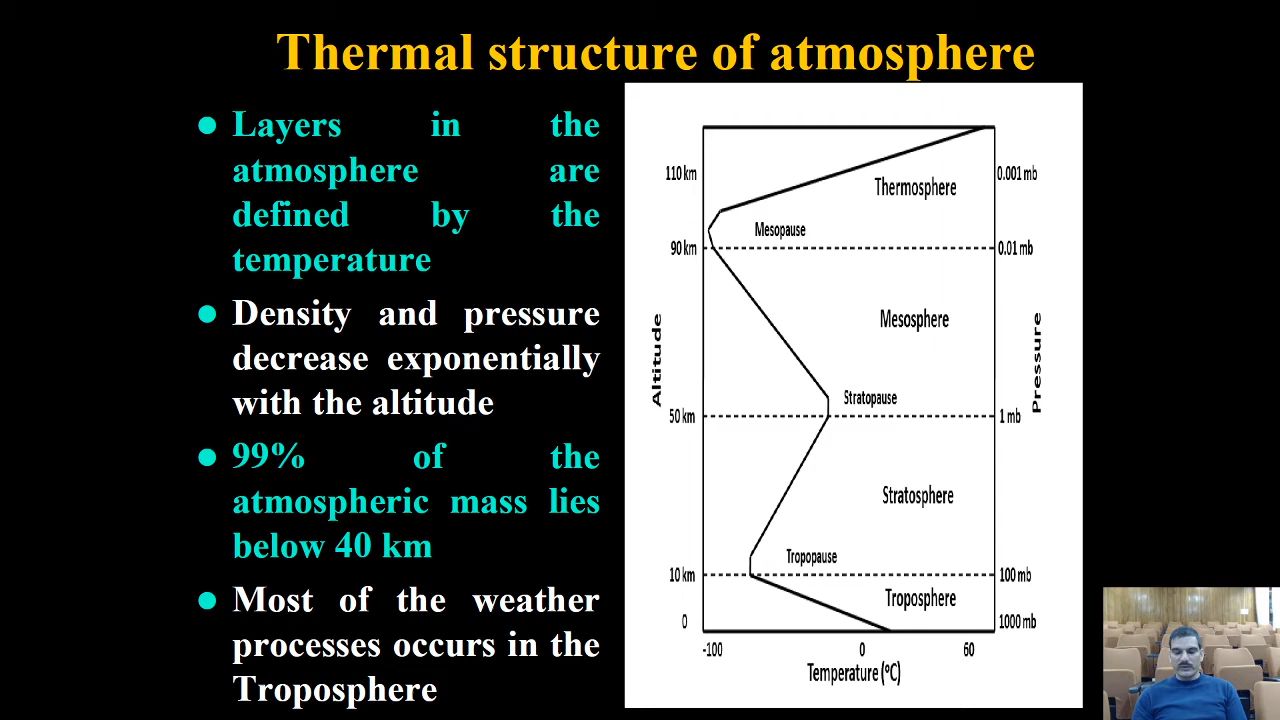 Thermal structure of atmosphere
● Layers in the
atmosphere are
defined by the
temperature
● Density and pressure
decrease exponentially
with the altitude
● 99% of the
atmospheric mass lies
below 40 km
● Most of the weather
processes occurs in the
Troposphere
110 km
0.001 mb
Thermosphere
Mesopause
90 km
0.01 mb
Mesosphere
Altitude
Pressure
Stratopause
50 km
1 mb
Stratosphere
Tropopause
10 km
100 mb
Troposphere
0
1000 mb
-100 0 60
Temperature (ºC)